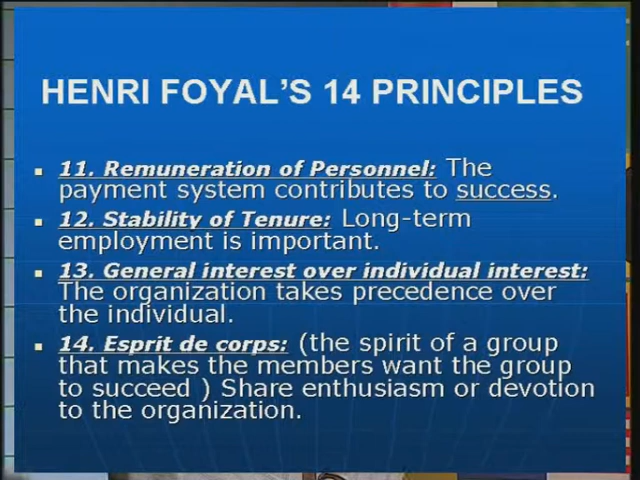 HENRI FOYAL'S 14 PRINCIPLES
11. Remuneration of Personnel: The
payment system contributes to success.
12. Stability of Tenure: Long-term
employment is important.
13. General interest over individual interest:
The organization takes precedence over
the individual.
14. Esprit de corps: (the spirit of a group
that makes the members want the group
to succeed ) Share enthusiasm or devotion
to the organization.